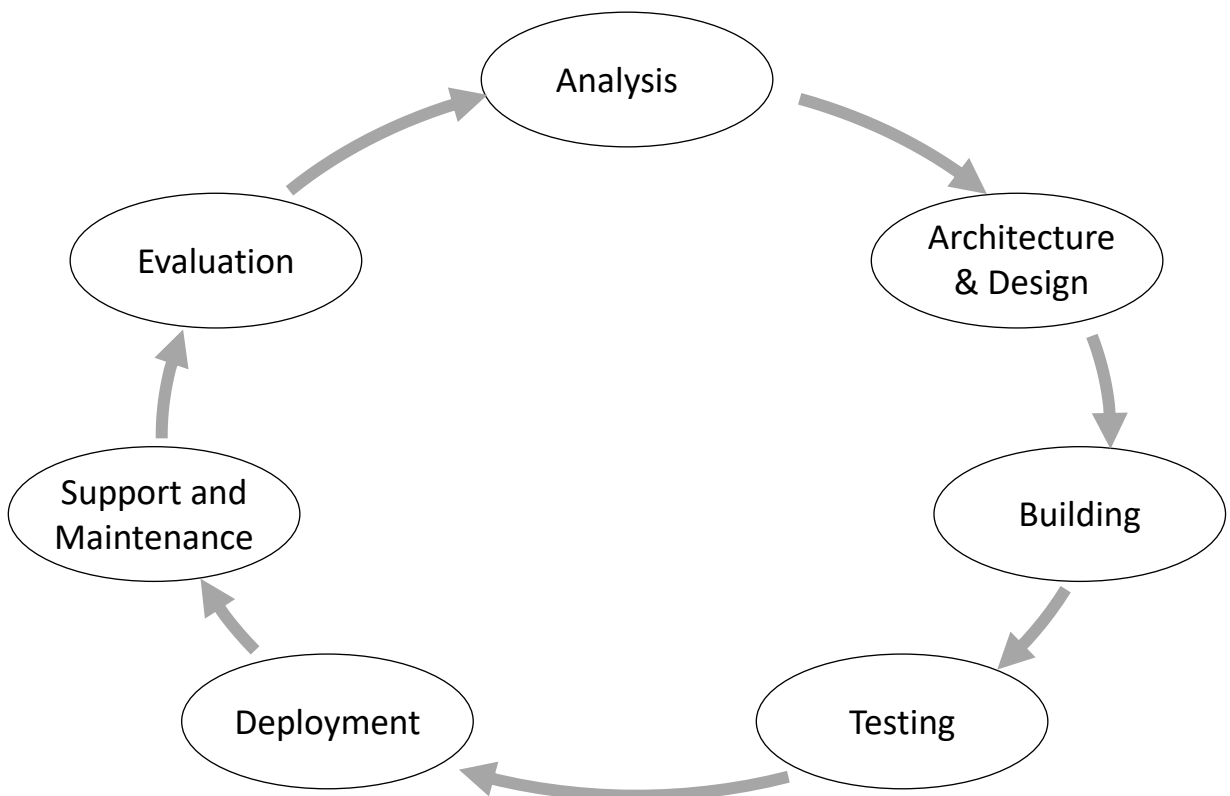 Analysis
Architecture
& Design
Building
Testing
Deployment
Support and
Maintenance
Evaluation